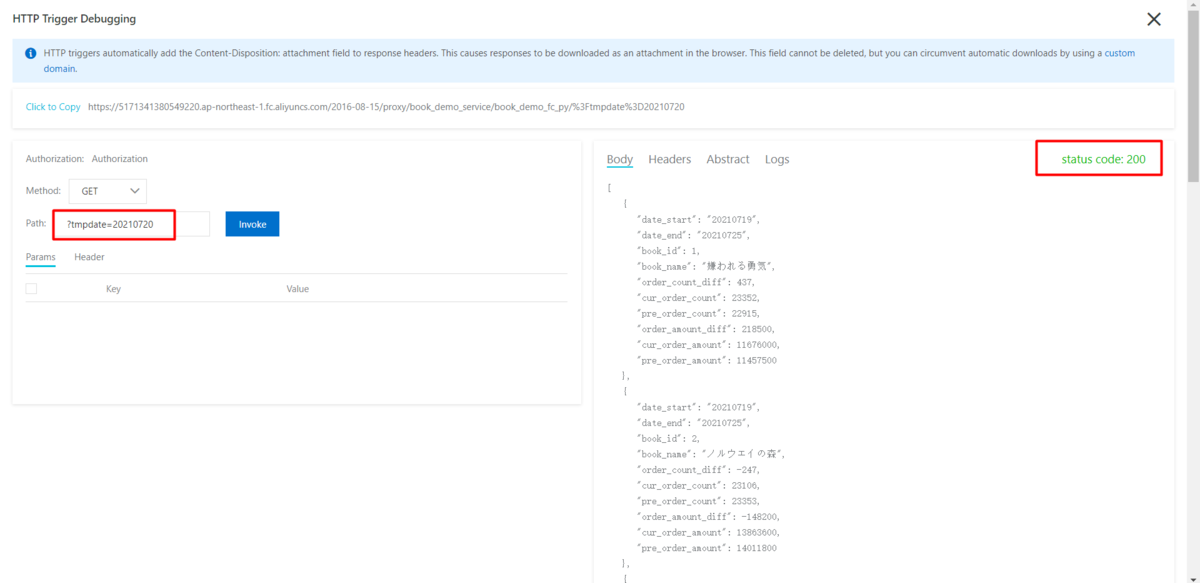 HTTP Trigger Debugging
HTTP triggers automatically add the Content-Disposition: attachment field to response headers. This causes responses to be downloaded as an attachment in the browser. This field cannot be deleted, but you can circumvent automatic downloads by using a custom
domain.
Click to Copy https://5171341380549220.ap-northeast-1.fc.aliyuncs.com/2016-08-15/proxy/book_demo_service/book_demo_fc_py/%3Ftmpdate%3D20210720
Authorization: Authorization
Method: GET
Path: ?tmpdate=20210720 Invoke
Params Header
Key Value
Body Headers Abstract Logs status code: 200
[
{
"date_start": "20210719",
"date_end": "20210725",
"book_id": 1,
"book_name": "嫌われる勇気",
"order_count_diff": 437,
"cur_order_count": 23352,
"pre_order_count": 22915,
"order_amount_diff": 218500,
"cur_order_amount": 11676000,
"pre_order_amount": 11457500
},
{
"date_start": "20210719",
"date_end": "20210725",
"book_id": 2,
"book_name": "ノルウエイの森",
"order_count_diff": -247,
"cur_order_count": 23106,
"pre_order_count": 23353,
"order_amount_diff": -148200,
"cur_order_amount": 13863600,
"pre_order_amount": 14011800
},
{